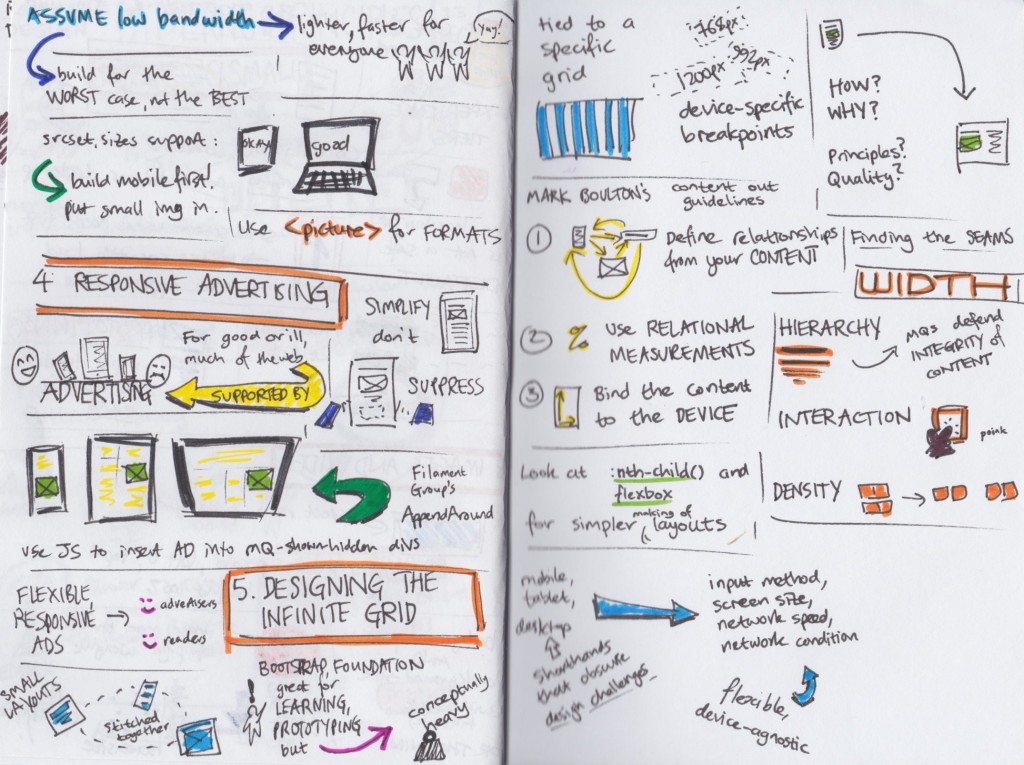 ASSUME low bandwidth
lighter, faster for
everyone
Yay!
build for the
WORST case, not the BEST
srcset, sizes support:
OKAY
good
build mobile first!
put small img in.
Use <picture> for FORMATS
4 RESPONSIVE ADVERTISING
SIMPLIFY
don't
SUPPRESS
For good or ill,
much of the web
SUPPORTED BY
ADVERTISING
Filament
Group's
AppendAround
Use JS to insert AD into MQ-shown-hidden divs
FLEXIBLE,
RESPONSIVE
ADS
advertisers
readers
5. DESIGNING THE
INFINITE GRID
SMALL
LAYOUTS
stitched
together
BOOTSTRAP, FOUNDATION
great for
LEARNING,
PROTOTYPING
but
conceptually
heavy
tied to a
specific
grid
768px
992px
1200px
device-specific
breakpoints
HOW?
WHY?
Principles?
Quality?
MARK BOULTON'S content out
guidelines
1 Define relationships
from your CONTENT
2 % USE RELATIONAL
MEASUREMENTS
3 Bind the content
to the DEVICE
Look at :nth-child() and
flexbox
for simpler making of layouts
Finding the SEAMS
WIDTH
HIERARCHY
MQs defend
INTEGRITY of
CONTENT
INTERACTION
poink
DENSITY
mobile,
tablet,
desktop
shorthands
that obscure
design challenges
input method,
screen size,
network speed,
network condition
flexible,
device-agnostic